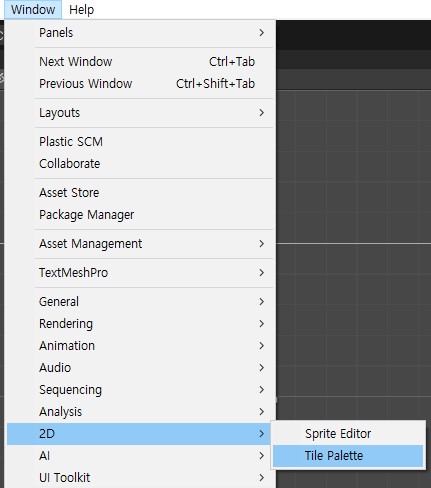 Window Help
Panels
Next Window Ctrl+Tab
Previous Window Ctrl+Shift+Tab
Layouts
Plastic SCM
Collaborate
Asset Store
Package Manager
Asset Management
TextMeshPro
General
Rendering
Animation
Audio
Sequencing
Analysis
2D
Sprite Editor
AI
Tile Palette
UI Toolkit